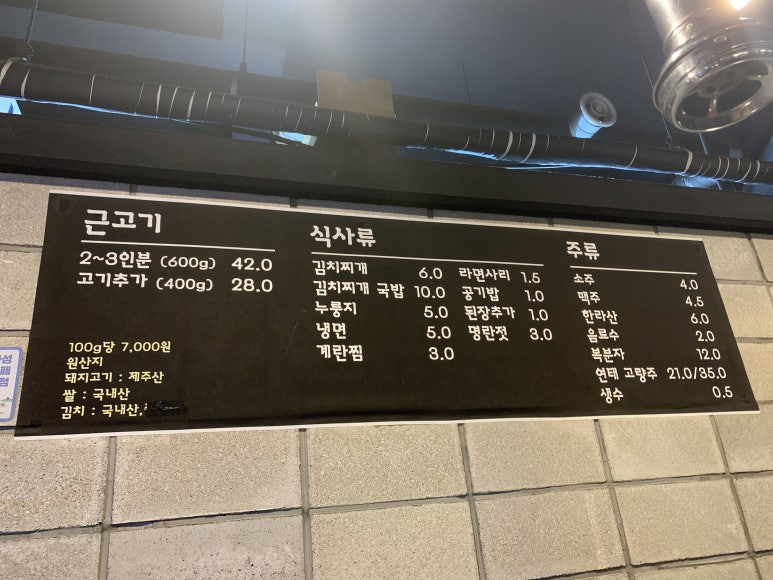 근고기
2~3인분 (600g) 42.0
고기추가 (400g) 28.0
100g당 7,000원
원산지
돼지고기 : 제주산
쌀 : 국내산
김치 : 국내산,
식사류
김치찌개 6.0
김치찌개 국밥 10.0
누룽지 5.0
냉면 5.0
계란찜 3.0
라면사리 1.5
공기밥 1.0
된장추가 1.0
명란젓 3.0
주류
소주 4.0
맥주 4.5
한라산 6.0
음료수 2.0
복분자 12.0
연태 고량주 21.0/35.0
생수 0.5